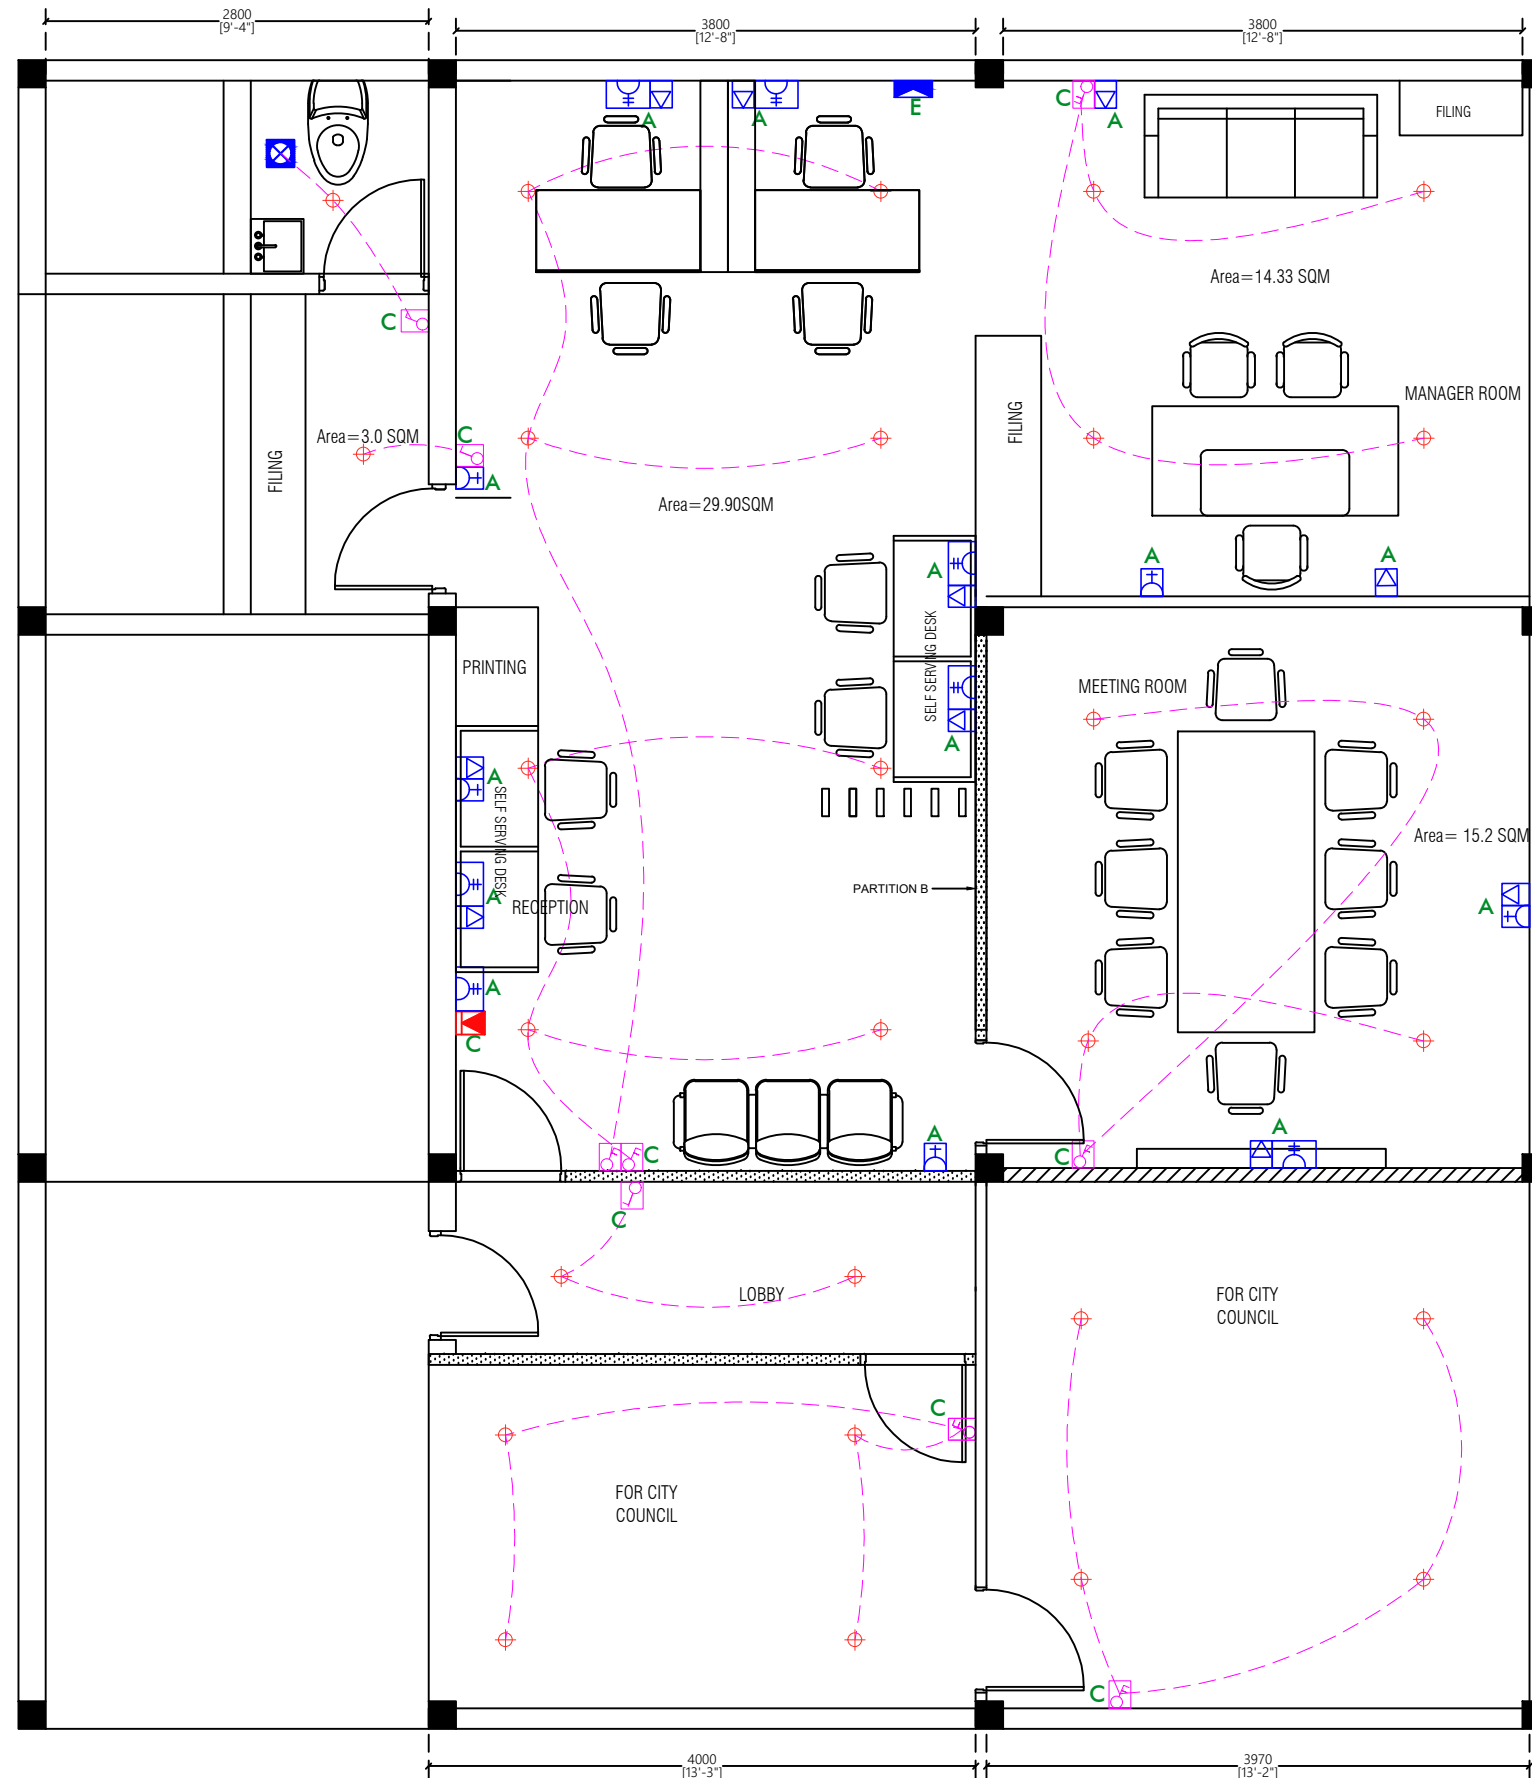 2800
[9'-4"]
3800
[12'-8"]
3800
[12'-8"]
A
A
E
C
A
FILING
Area=14.33 SQM
C
MANAGER ROOM
FILING
Area=3.0 SQM
FILING
C
A
Area=29.90SQM
A
A
A
SELF SERVING DESK
A
PRINTING
MEETING ROOM
A
SELF SERVING DESK
A
RECEPTION
Area= 15.2 SQM
PARTITION B
A
A
C
C
A
C
A
C
LOBBY
FOR CITY
COUNCIL
C
FOR CITY
COUNCIL
C
4000
[13'-3"]
3970
[13'-2"]